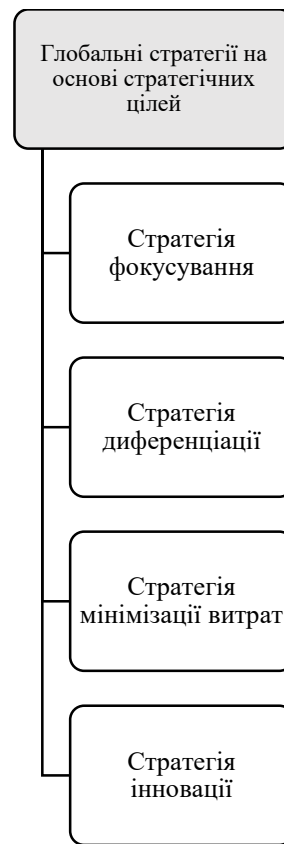 Глобальні стратегії на
основі стратегічних
цілей
Стратегія
фокусування
Стратегія
диференціації
Стратегія
мінімізації витрат
Стратегія
інновації